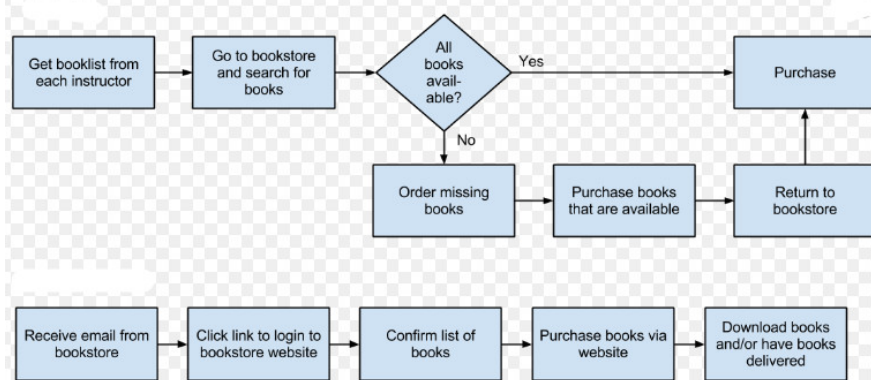 Get booklist from
each instructor
Go to bookstore
and search for
books
All
books
avail-
able?
Yes
Purchase
No
Order missing
books
Purchase books
that are available
Return to
bookstore
Receive email from
bookstore
Click link to login to
bookstore website
Confirm list of
books
Purchase books via
website
Download books
and/or have books
delivered